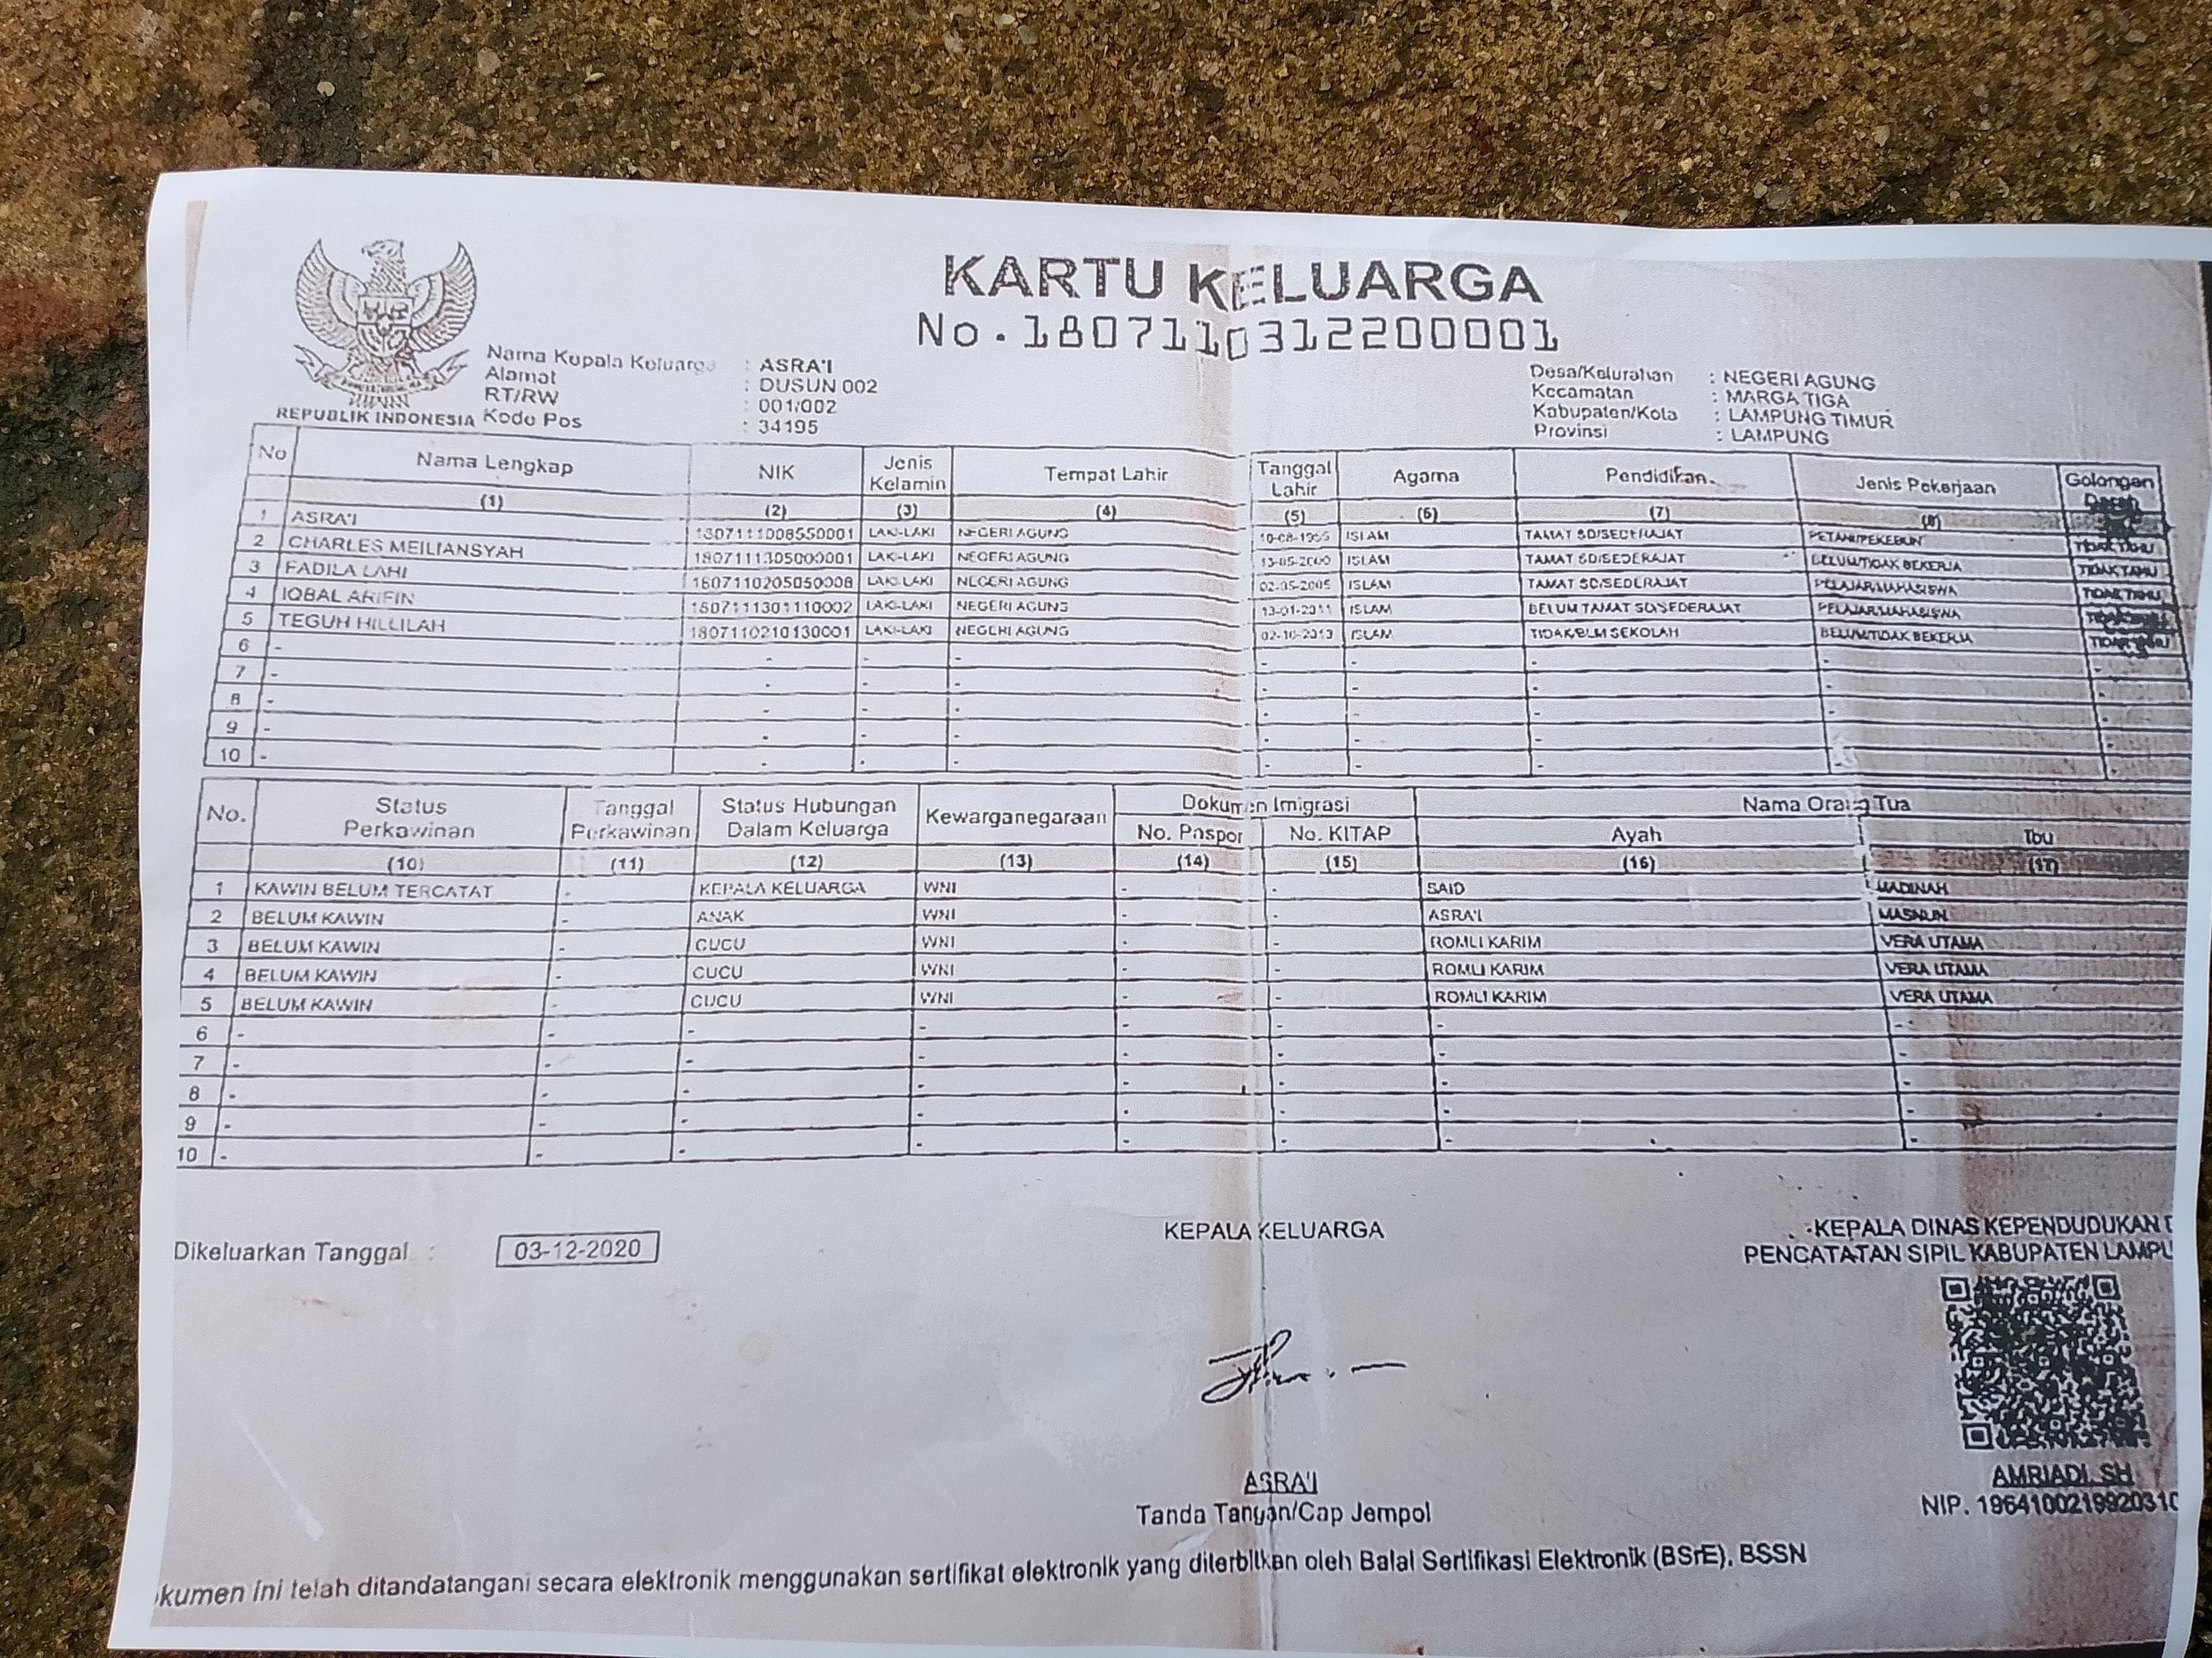 KARTU KELUARGA
No. 1807110312200001
Nama Kepala Keluarga : ASRA'I
Alamat : DUSUN 002
RT/RW : 001/002
Kode Pos : 34195
REPUBLIK INDONESIA
Desa/Kelurahan : NEGERI AGUNG
Kecamatan : MARGA TIGA
Kabupaten/Kota : LAMPUNG TIMUR
Provinsi : LAMPUNG
No Nama Lengkap NIK Jenis Kelamin Tempat Lahir Tanggal Lahir Agama Pendidikan Jenis Pekerjaan Golongan Darah
(1) (2) (3) (4) (5) (6) (7) (8)
1 ASRA'I 1807111008550001 LAKI-LAKI NEGERI AGUNG 10-08-1955 ISLAM TAMAT SD/SEDERAJAT PETANI/PEKEBUN TIDAK TAHU
2 CHARLES MEILIANSYAH 1807111305000001 LAKI-LAKI NEGERI AGUNG 13-05-2000 ISLAM TAMAT SD/SEDERAJAT BELUM/TIDAK BEKERJA TIDAK TAHU
3 FADILA LAHI 1807110205050008 LAKI-LAKI NEGERI AGUNG 02-05-2005 ISLAM TAMAT SD/SEDERAJAT PELAJAR/MAHASISWA TIDAK TAHU
4 IQBAL ARIFIN 1807111301110002 LAKI-LAKI NEGERI AGUNG 13-01-2011 ISLAM BELUM TAMAT SD/SEDERAJAT PELAJAR/MAHASISWA
5 TEGUH HILLILAH 1807110210130001 LAKI-LAKI NEGERI AGUNG 02-10-2013 ISLAM TIDAK/BLM SEKOLAH BELUM/TIDAK BEKERJA TIDAK TAHU
6 - - - - - - - - -
7 - - - - - - - - -
8 - - - - - - - - -
9 - - - - - - - - -
10 - - - - - - - - -
No. Status Perkawinan Tanggal Perkawinan Status Hubungan Dalam Keluarga Kewarganegaraan Dokumen Imigrasi Nama Orang Tua
No. Paspor No. KITAP Ayah Ibu
(10) (11) (12) (13) (14) (15) (16) (17)
1 KAWIN BELUM TERCATAT - KEPALA KELUARGA WNI - - SAID MADINAH
2 BELUM KAWIN - ANAK WNI - - ASRA'I MASNUN
3 BELUM KAWIN - CUCU WNI - - ROMLI KARIM VERA UTAMA
4 BELUM KAWIN - CUCU WNI - - ROMLI KARIM VERA UTAMA
5 BELUM KAWIN - CUCU WNI - - ROMLI KARIM VERA UTAMA
6 - - - - - - - -
7 - - - - - - - -
8 - - - - - - - -
9 - - - - - - - -
10 - - - - - - - -
Dikeluarkan Tanggal : 03-12-2020
KEPALA KELUARGA
KEPALA DINAS KEPENDUDUKAN D
PENCATATAN SIPIL KABUPATEN LAMPU
ASRA'I
Tanda Tangan/Cap Jempol
AMRIADI, SH
NIP. 1964100219920310
kumen ini telah ditandatangani secara elektronik menggunakan sertifikat elektronik yang diterbitkan oleh Balai Sertifikasi Elektronik (BSrE), BSSN